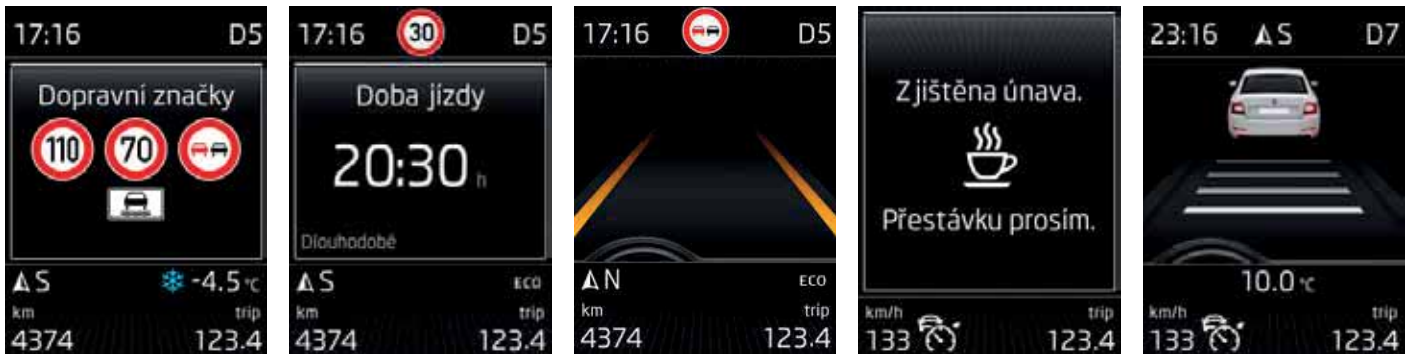 17:16 D5
Dopravní značky
110 70
S -4.5 °C
km trip
4374 123.4
17:16 30 D5
Doba jízdy
20:30 h
Dlouhodobé
S ECO
km trip
4374 123.4
17:16 D5
N ECO
km trip
4374 123.4
Zjištěna únava.
Přestávku prosím.
km/h trip
133 123.4
23:16 S D7
10.0 °C
km/h trip
133 123.4